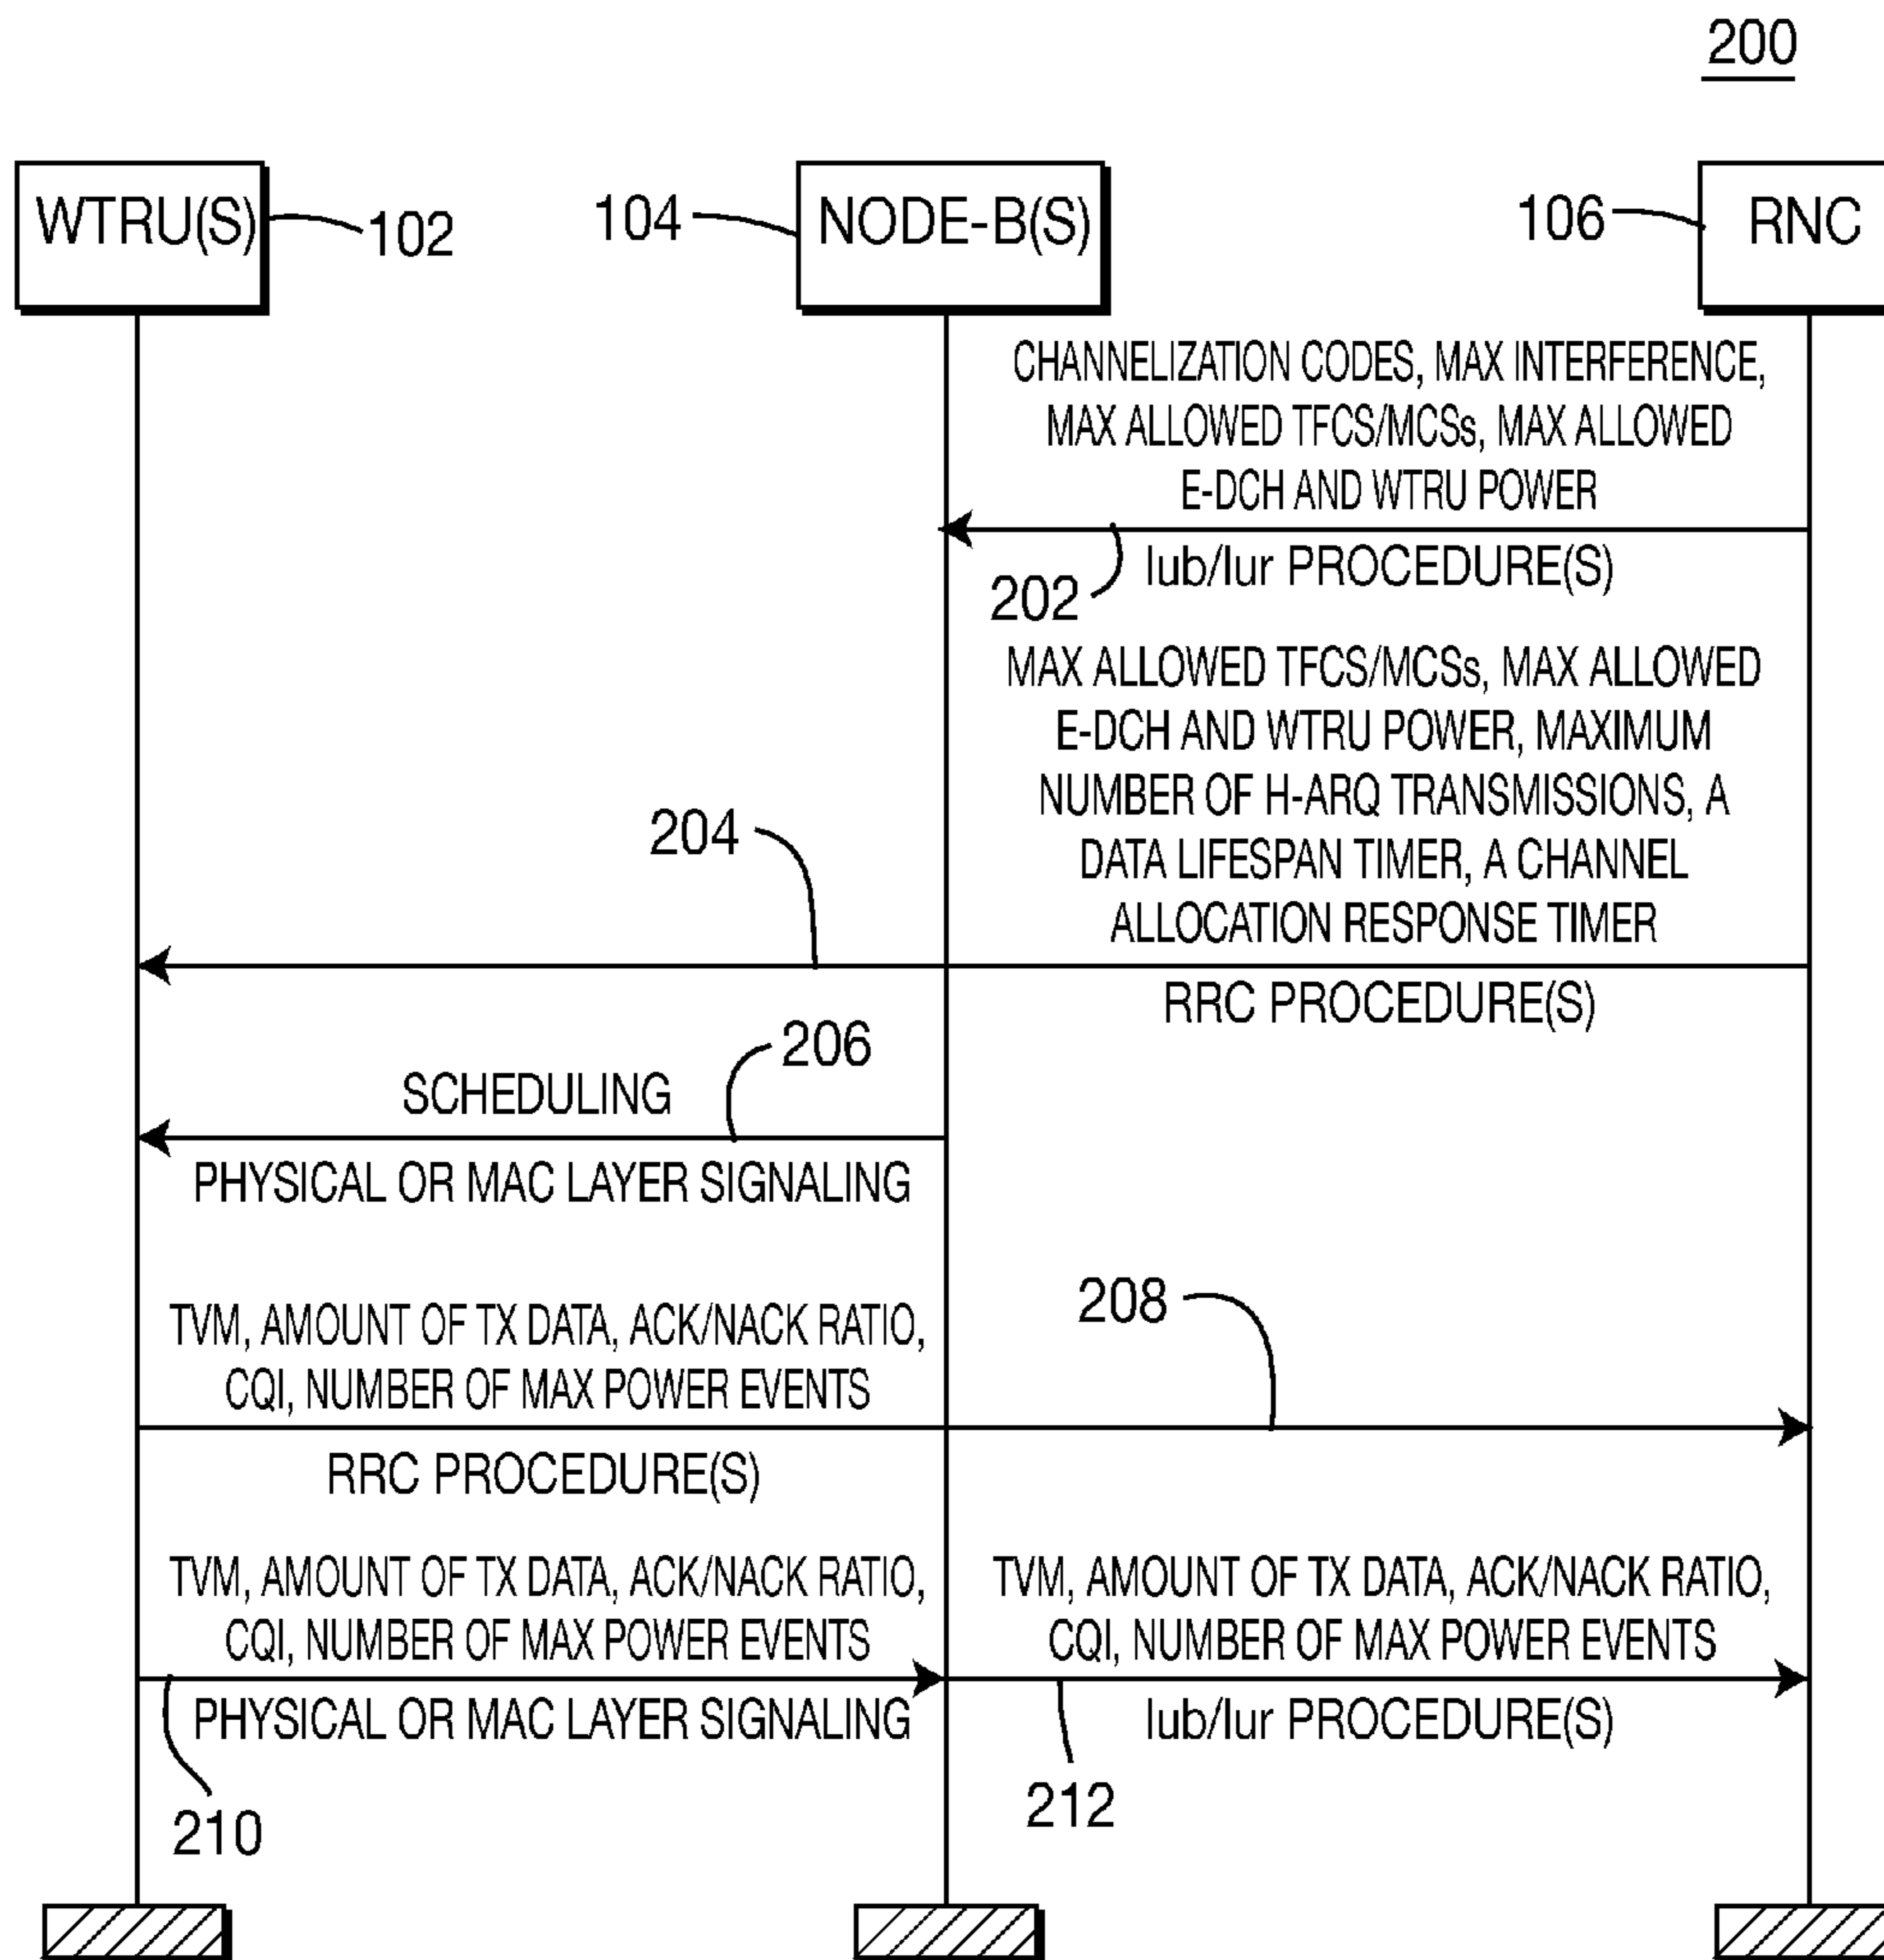 200
WTRU(S)
102
104
NODE-B(S)
106
RNC
CHANNELIZATION CODES, MAX INTERFERENCE,
MAX ALLOWED TFCS/MCSs, MAX ALLOWED
E-DCH AND WTRU POWER
202
Iub/Iur PROCEDURE(S)
MAX ALLOWED TFCS/MCSs, MAX ALLOWED
E-DCH AND WTRU POWER, MAXIMUM
NUMBER OF H-ARQ TRANSMISSIONS, A
DATA LIFESPAN TIMER, A CHANNEL
ALLOCATION RESPONSE TIMER
204
RRC PROCEDURE(S)
206
SCHEDULING
PHYSICAL OR MAC LAYER SIGNALING
208
TVM, AMOUNT OF TX DATA, ACK/NACK RATIO,
CQI, NUMBER OF MAX POWER EVENTS
RRC PROCEDURE(S)
TVM, AMOUNT OF TX DATA, ACK/NACK RATIO,
CQI, NUMBER OF MAX POWER EVENTS
PHYSICAL OR MAC LAYER SIGNALING
210
TVM, AMOUNT OF TX DATA, ACK/NACK RATIO,
CQI, NUMBER OF MAX POWER EVENTS
Iub/Iur PROCEDURE(S)
212